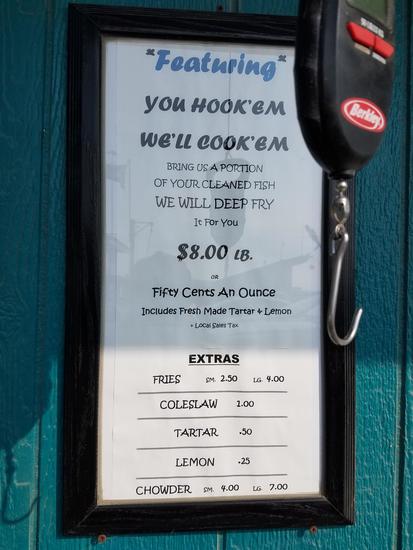 "Featuring"
YOU HOOK'EM
WE'LL COOK'EM
BRING US A PORTION
OF YOUR CLEANED FISH
WE WILL DEEP FRY
It For You
$8.00 LB.
OR
Fifty Cents An Ounce
Includes Fresh Made Tartar & Lemon
+ Local Sales Tax
EXTRAS
FRIES SM. 2.50 LG. 4.00
COLESLAW 1.00
TARTAR .50
LEMON .25
CHOWDER SM. 4.00 LG. 7.00
Berkley